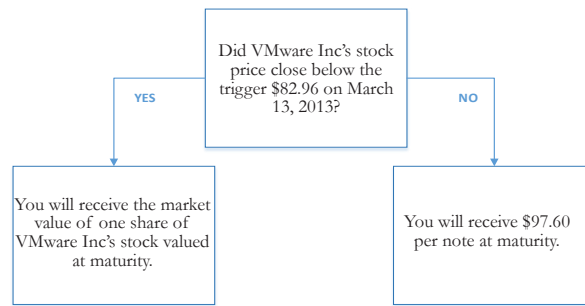 Did VMware Inc's stock
price close below the
trigger $82.96 on March
13, 2013?
YES
NO
You will receive the market
value of one share of
VMware Inc's stock valued
at maturity.
You will receive $97.60
per note at maturity.